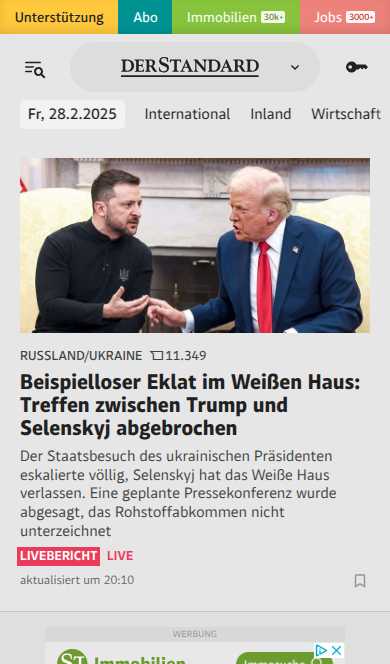 Unterstützung Abo Immobilien 30k+ Jobs 3000+
DERSTANDARD
Fr, 28.2.2025 International Inland Wirtschaft
RUSSLAND/UKRAINE 11.349
Beispielloser Eklat im Weißen Haus:
Treffen zwischen Trump und
Selenskyj abgebrochen
Der Staatsbesuch des ukrainischen Präsidenten
eskalierte völlig, Selenskyj hat das Weiße Haus
verlassen. Eine geplante Pressekonferenz wurde
abgesagt, das Rohstoffabkommen nicht
unterzeichnet
LIVEBERICHT LIVE
aktualisiert um 20:10
WERBUNG
ST Immobilien Immosuche